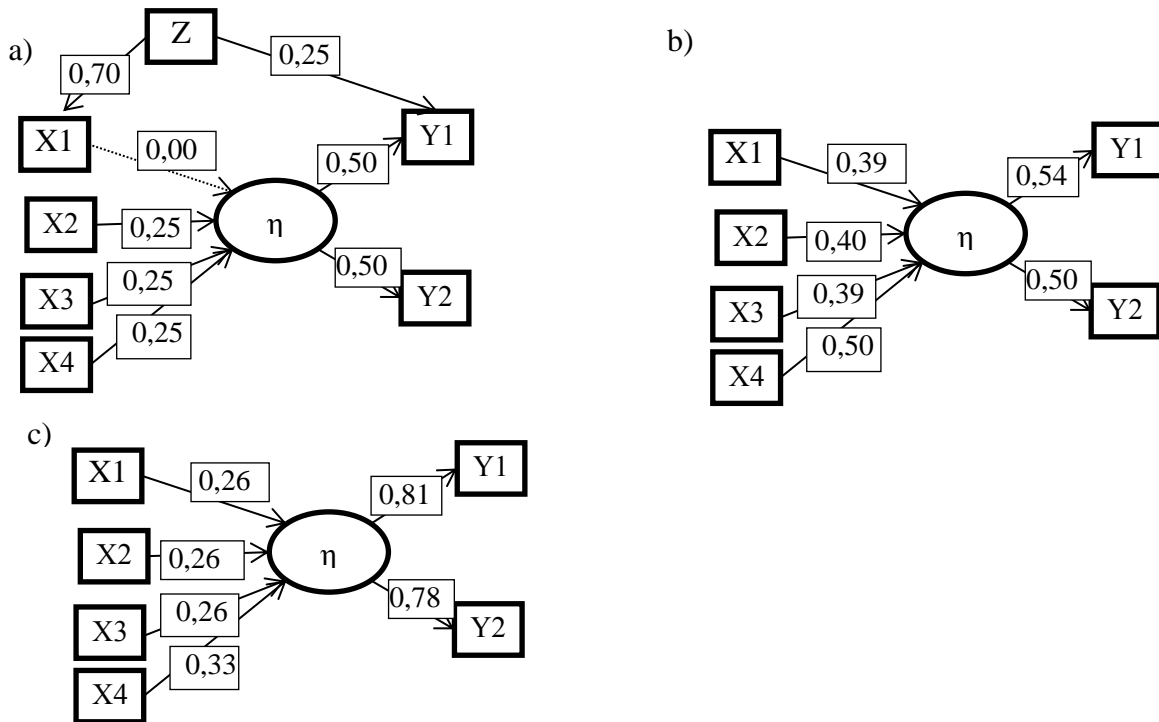 a)
Z
0,70
0,25
X1
0,00
0,50
Y1
X2
0,25
η
X3
0,25
0,50
Y2
X4
0,25
b)
X1
0,39
0,54
Y1
X2
0,40
η
X3
0,39
0,50
Y2
X4
0,50
c)
X1
0,26
0,81
Y1
X2
0,26
η
X3
0,26
0,78
Y2
X4
0,33